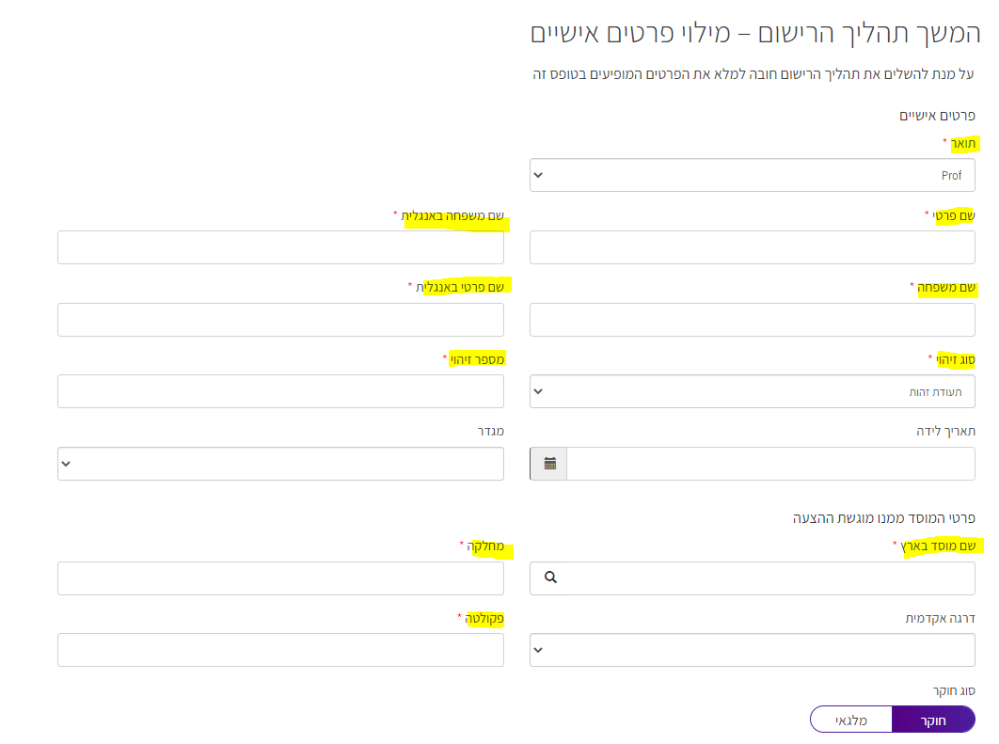 המשך תהליך הרישום – מילוי פרטים אישיים
על מנת להשלים את תהליך הרישום חובה למלא את הפרטים המופיעים בטופס זה
פרטים אישיים
תואר *
Prof
שם פרטי *
שם משפחה באנגלית *
שם משפחה *
שם פרטי באנגלית *
סוג זיהוי *
מספר זיהוי *
תעודת זהות
תאריך לידה
מגדר
פרטי המוסד ממנו מוגשת ההצעה
שם מוסד בארץ *
מחלקה *
דרגה אקדמית
פקולטה *
סוג חוקר
חוקר
מלגאי